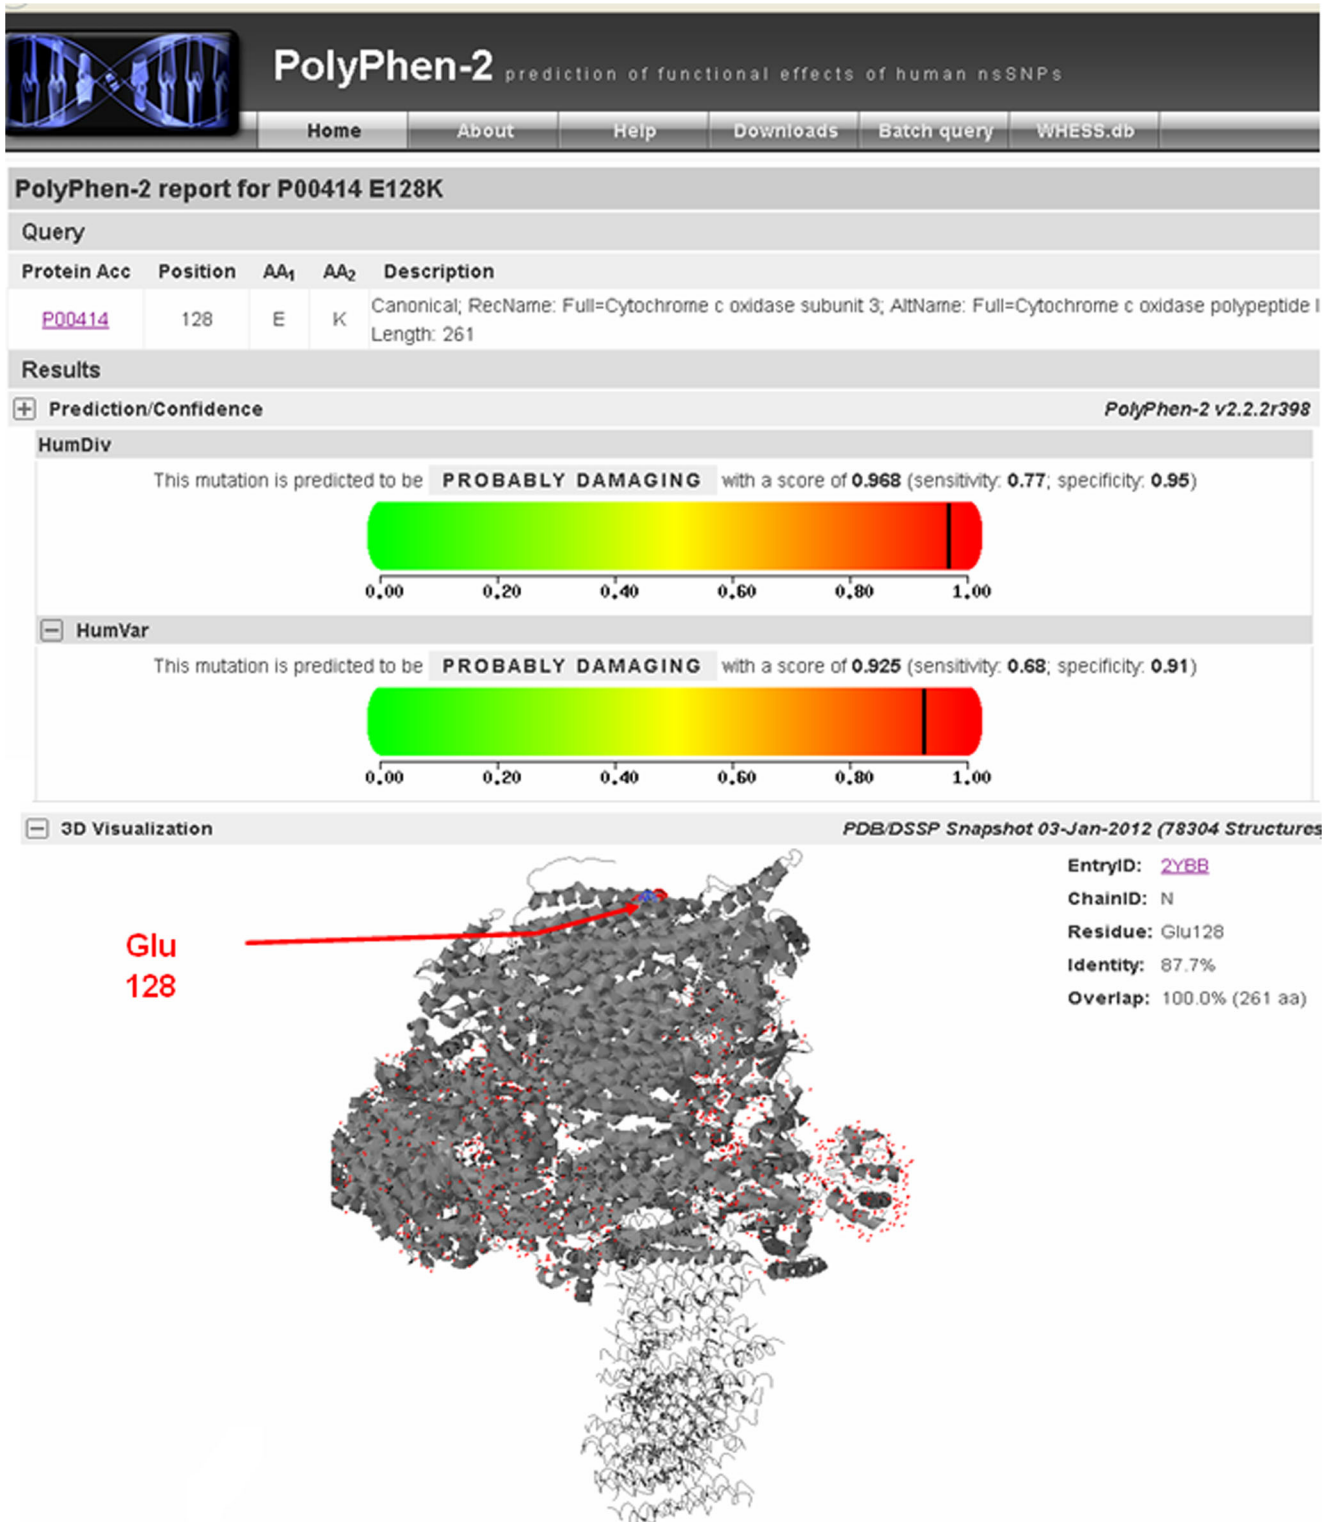 PolyPhen-2 prediction of functional effects of human nsSNPs
Home About Help Downloads Batch query WHESS.db
PolyPhen-2 report for P00414 E128K
Query
Protein Acc Position AA₁ AA₂ Description
P00414 128 E K Canonical; RecName: Full=Cytochrome c oxidase subunit 3; AltName: Full=Cytochrome c oxidase polypeptide I
Length: 261
Results
Prediction/Confidence PolyPhen-2 v2.2.2r398
HumDiv
This mutation is predicted to be PROBABLY DAMAGING with a score of 0.968 (sensitivity: 0.77; specificity: 0.95)
0.00 0.20 0.40 0.60 0.80 1.00
HumVar
This mutation is predicted to be PROBABLY DAMAGING with a score of 0.925 (sensitivity: 0.68; specificity: 0.91)
0.00 0.20 0.40 0.60 0.80 1.00
3D Visualization PDB/DSSP Snapshot 03-Jan-2012 (78304 Structures
EntryID: 2YBB
ChainID: N
Residue: Glu128
Identity: 87.7%
Overlap: 100.0% (261 aa)
Glu
128